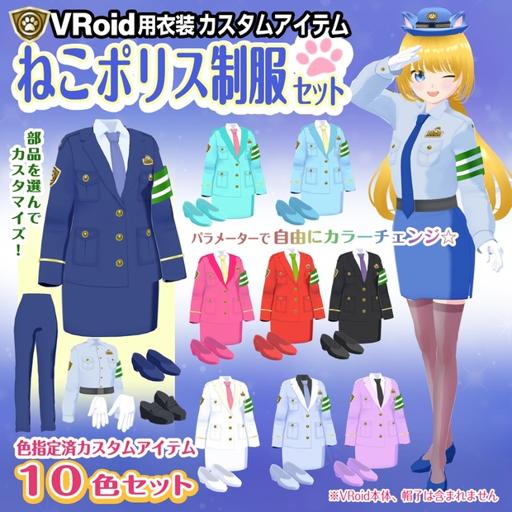 VRoid用衣装 カスタムアイテム
ねこポリス制服セット
部品を選んで
カスタマイズ!
パラメーターで自由にカラーチェンジ☆
色指定済カスタムアイテム
10色セット
※VRoid本体、帽子は含まれません